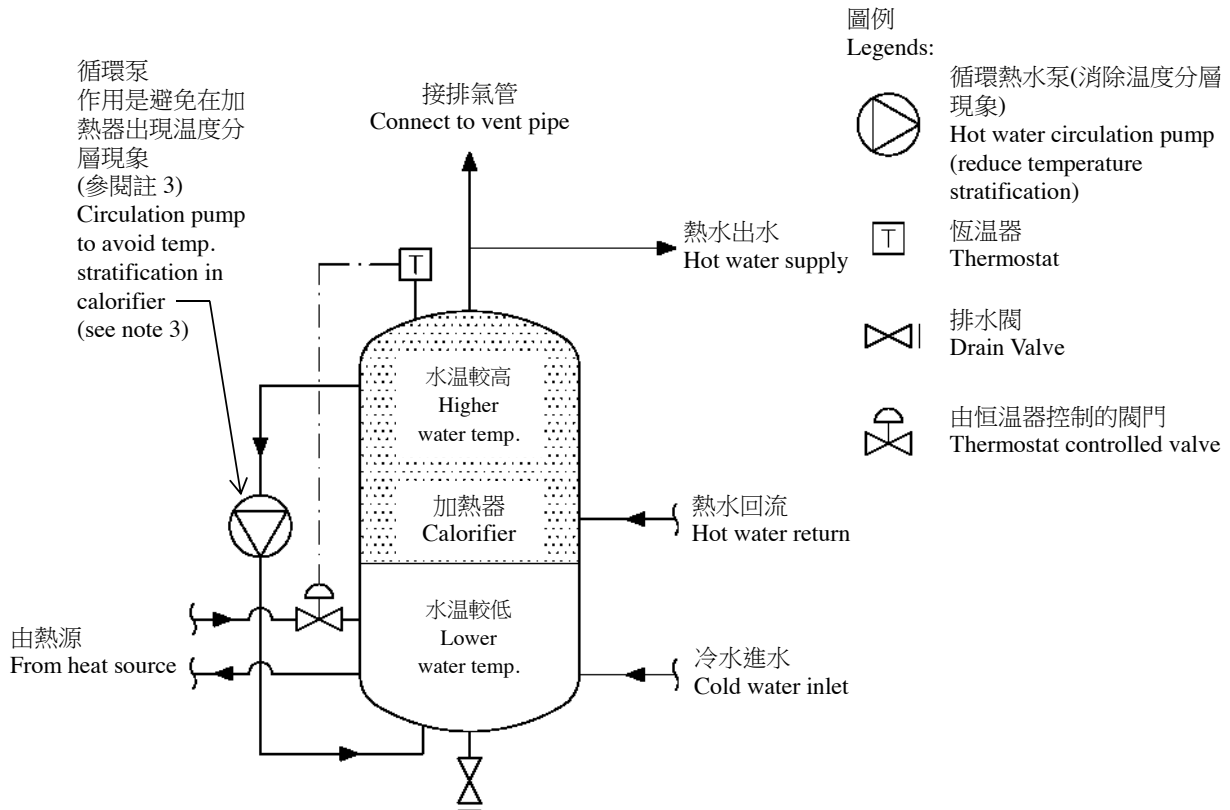 循環泵
作用是避免在加
熱器出現温度分
層現象
(參閱註 3)
Circulation pump
to avoid temp.
stratification in
calorifier
(see note 3)
接排氣管
Connect to vent pipe
熱水出水
Hot water supply
T
水温較高
Higher
water temp.
加熱器
Calorifier
熱水回流
Hot water return
水温較低
Lower
water temp.
由熱源
From heat source
冷水進水
Cold water inlet
圖例
Legends:
循環熱水泵(消除温度分層
現象)
Hot water circulation pump
(reduce temperature
stratification)
T
恆温器
Thermostat
排水閥
Drain Valve
由恒温器控制的閥門
Thermostat controlled valve